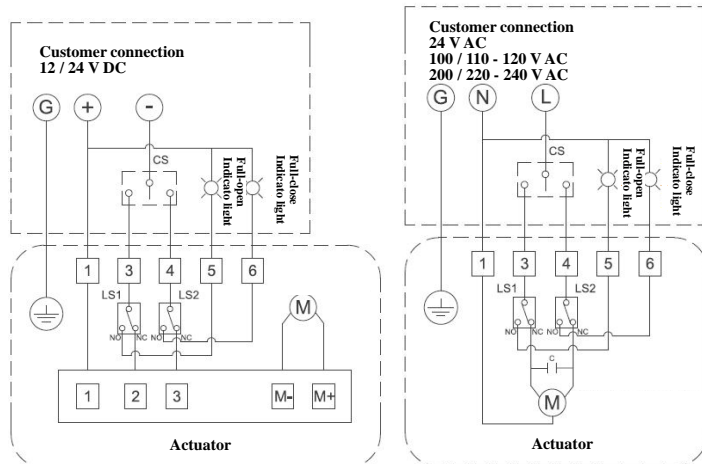 Customer connection
12 / 24 V DC
G
+
-
CS
Full-open
Indicato light
Full-close
Indicato light
1
3
4
5
6
LS1
LS2
NO
NC
NO
NC
M
1
2
3
M-
M+
Actuator
Customer connection
24 V AC
100 / 110 - 120 V AC
200 / 220 - 240 V AC
G
N
L
CS
Full-open
Indicato light
Full-close
Indicato light
1
3
4
5
6
LS1
LS2
NO
NC
NO
NC
C
M
Actuator